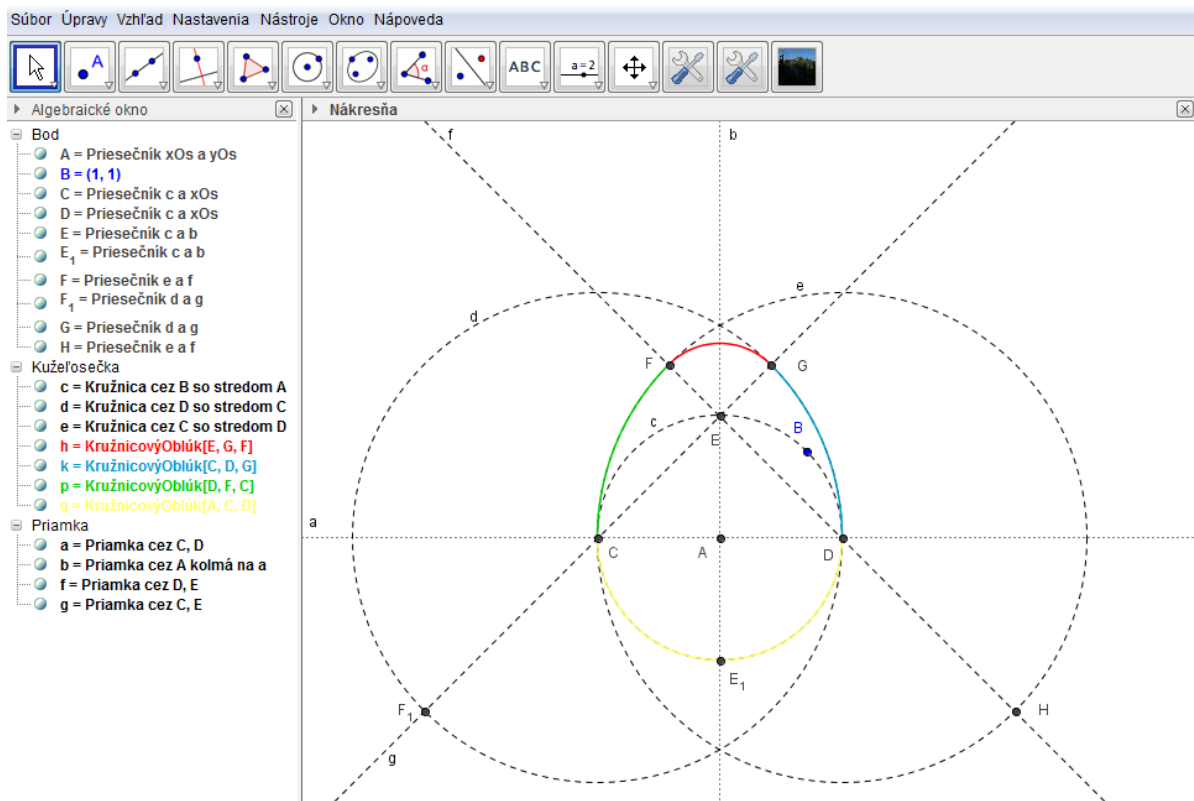 Súbor Úpravy Vzhľad Nastavenia Nástroje Okno Nápoveda
A
α
ABC
a=2
Algebraické okno
Nákresňa
Bod
A = Priesečník xOs a yOs
B = (1, 1)
C = Priesečník c a xOs
D = Priesečník c a xOs
E = Priesečník c a b
E₁ = Priesečník c a b
F = Priesečník e a f
F₁ = Priesečník d a g
G = Priesečník d a g
H = Priesečník e a f
Kužeľosečka
c = Kružnica cez B so stredom A
d = Kružnica cez D so stredom C
e = Kružnica cez C so stredom D
h = KružnicovýOblúk[E, G, F]
k = KružnicovýOblúk[C, D, G]
p = KružnicovýOblúk[D, F, C]
q = KružnicovýOblúk[A, C, D]
Priamka
a = Priamka cez C, D
b = Priamka cez A kolmá na a
f = Priamka cez D, E
g = Priamka cez C, E
f
b
e
d
F
G
c
E
B
a
C
A
D
E₁
F₁
H
g